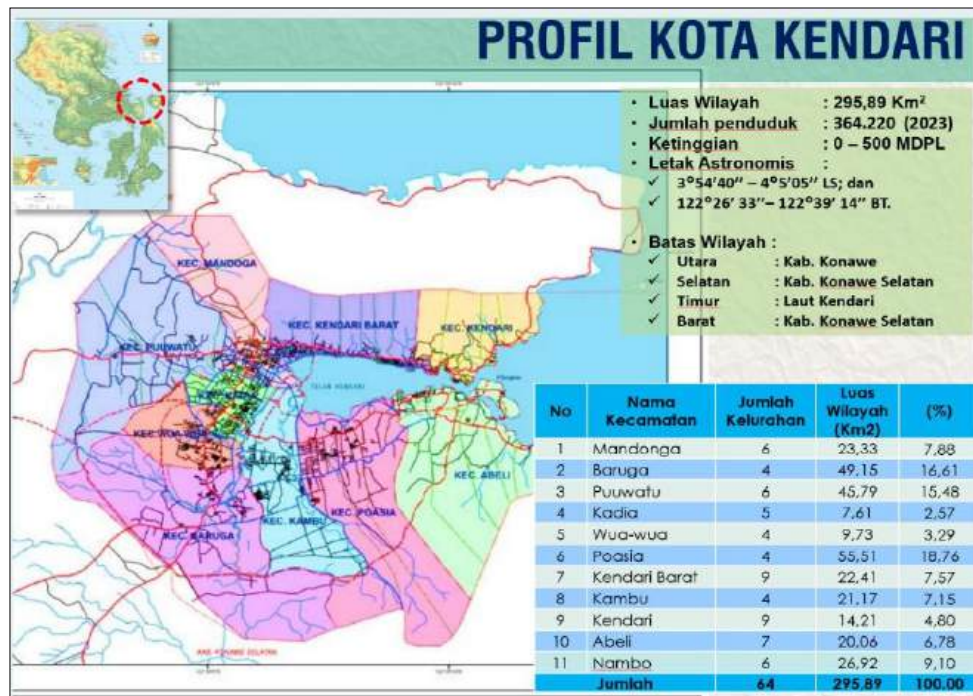 PROFIL KOTA KENDARI
• Luas Wilayah : 295,89 Km²
• Jumlah penduduk : 364.220 (2023)
• Ketinggian : 0 – 500 MDPL
• Letak Astronomis :
✓ 3°54'40" – 4°5'05" LS; dan
✓ 122°26' 33"– 122°39' 14" BT.
• Batas Wilayah :
✓ Utara : Kab. Konawe
✓ Selatan : Kab. Konawe Selatan
✓ Timur : Laut Kendari
✓ Barat : Kab. Konawe Selatan
KEC. MANDOGA
KEC. KENDARI BARAT
KEC. KENDARI
KEC. PUUWATU
TELUK KENDARI
KEC. ABELI
KEC. POASIA
KEC. KAMBU
KEC. BARUGA
No Nama Kecamatan Jumlah Kelurahan Luas Wilayah (Km2) (%)
1 Mandonga 6 23,33 7,88
2 Baruga 4 49,15 16,61
3 Puuwatu 6 45,79 15,48
4 Kadia 5 7,61 2,57
5 Wua-wua 4 9,73 3,29
6 Poasia 4 55,51 18,76
7 Kendari Barat 9 22,41 7,57
8 Kambu 4 21,17 7,15
9 Kendari 9 14,21 4,80
10 Abeli 7 20,06 6,78
11 Nambo 6 26,92 9,10
Jumlah 64 295,89 100,00